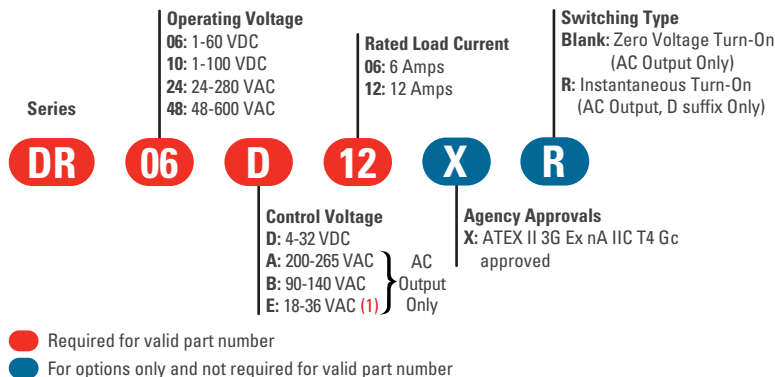 Operating Voltage
06: 1-60 VDC
10: 1-100 VDC
24: 24-280 VAC
48: 48-600 VAC
Rated Load Current
06: 6 Amps
12: 12 Amps
Switching Type
Blank: Zero Voltage Turn-On
(AC Output Only)
R: Instantaneous Turn-On
(AC Output, D suffix Only)
Series
DR 06 D 12 X R
Control Voltage
D: 4-32 VDC
A: 200-265 VAC
B: 90-140 VAC
E: 18-36 VAC (1)
AC
Output
Only
Agency Approvals
X: ATEX II 3G Ex nA IIC T4 Gc
approved
Required for valid part number
For options only and not required for valid part number